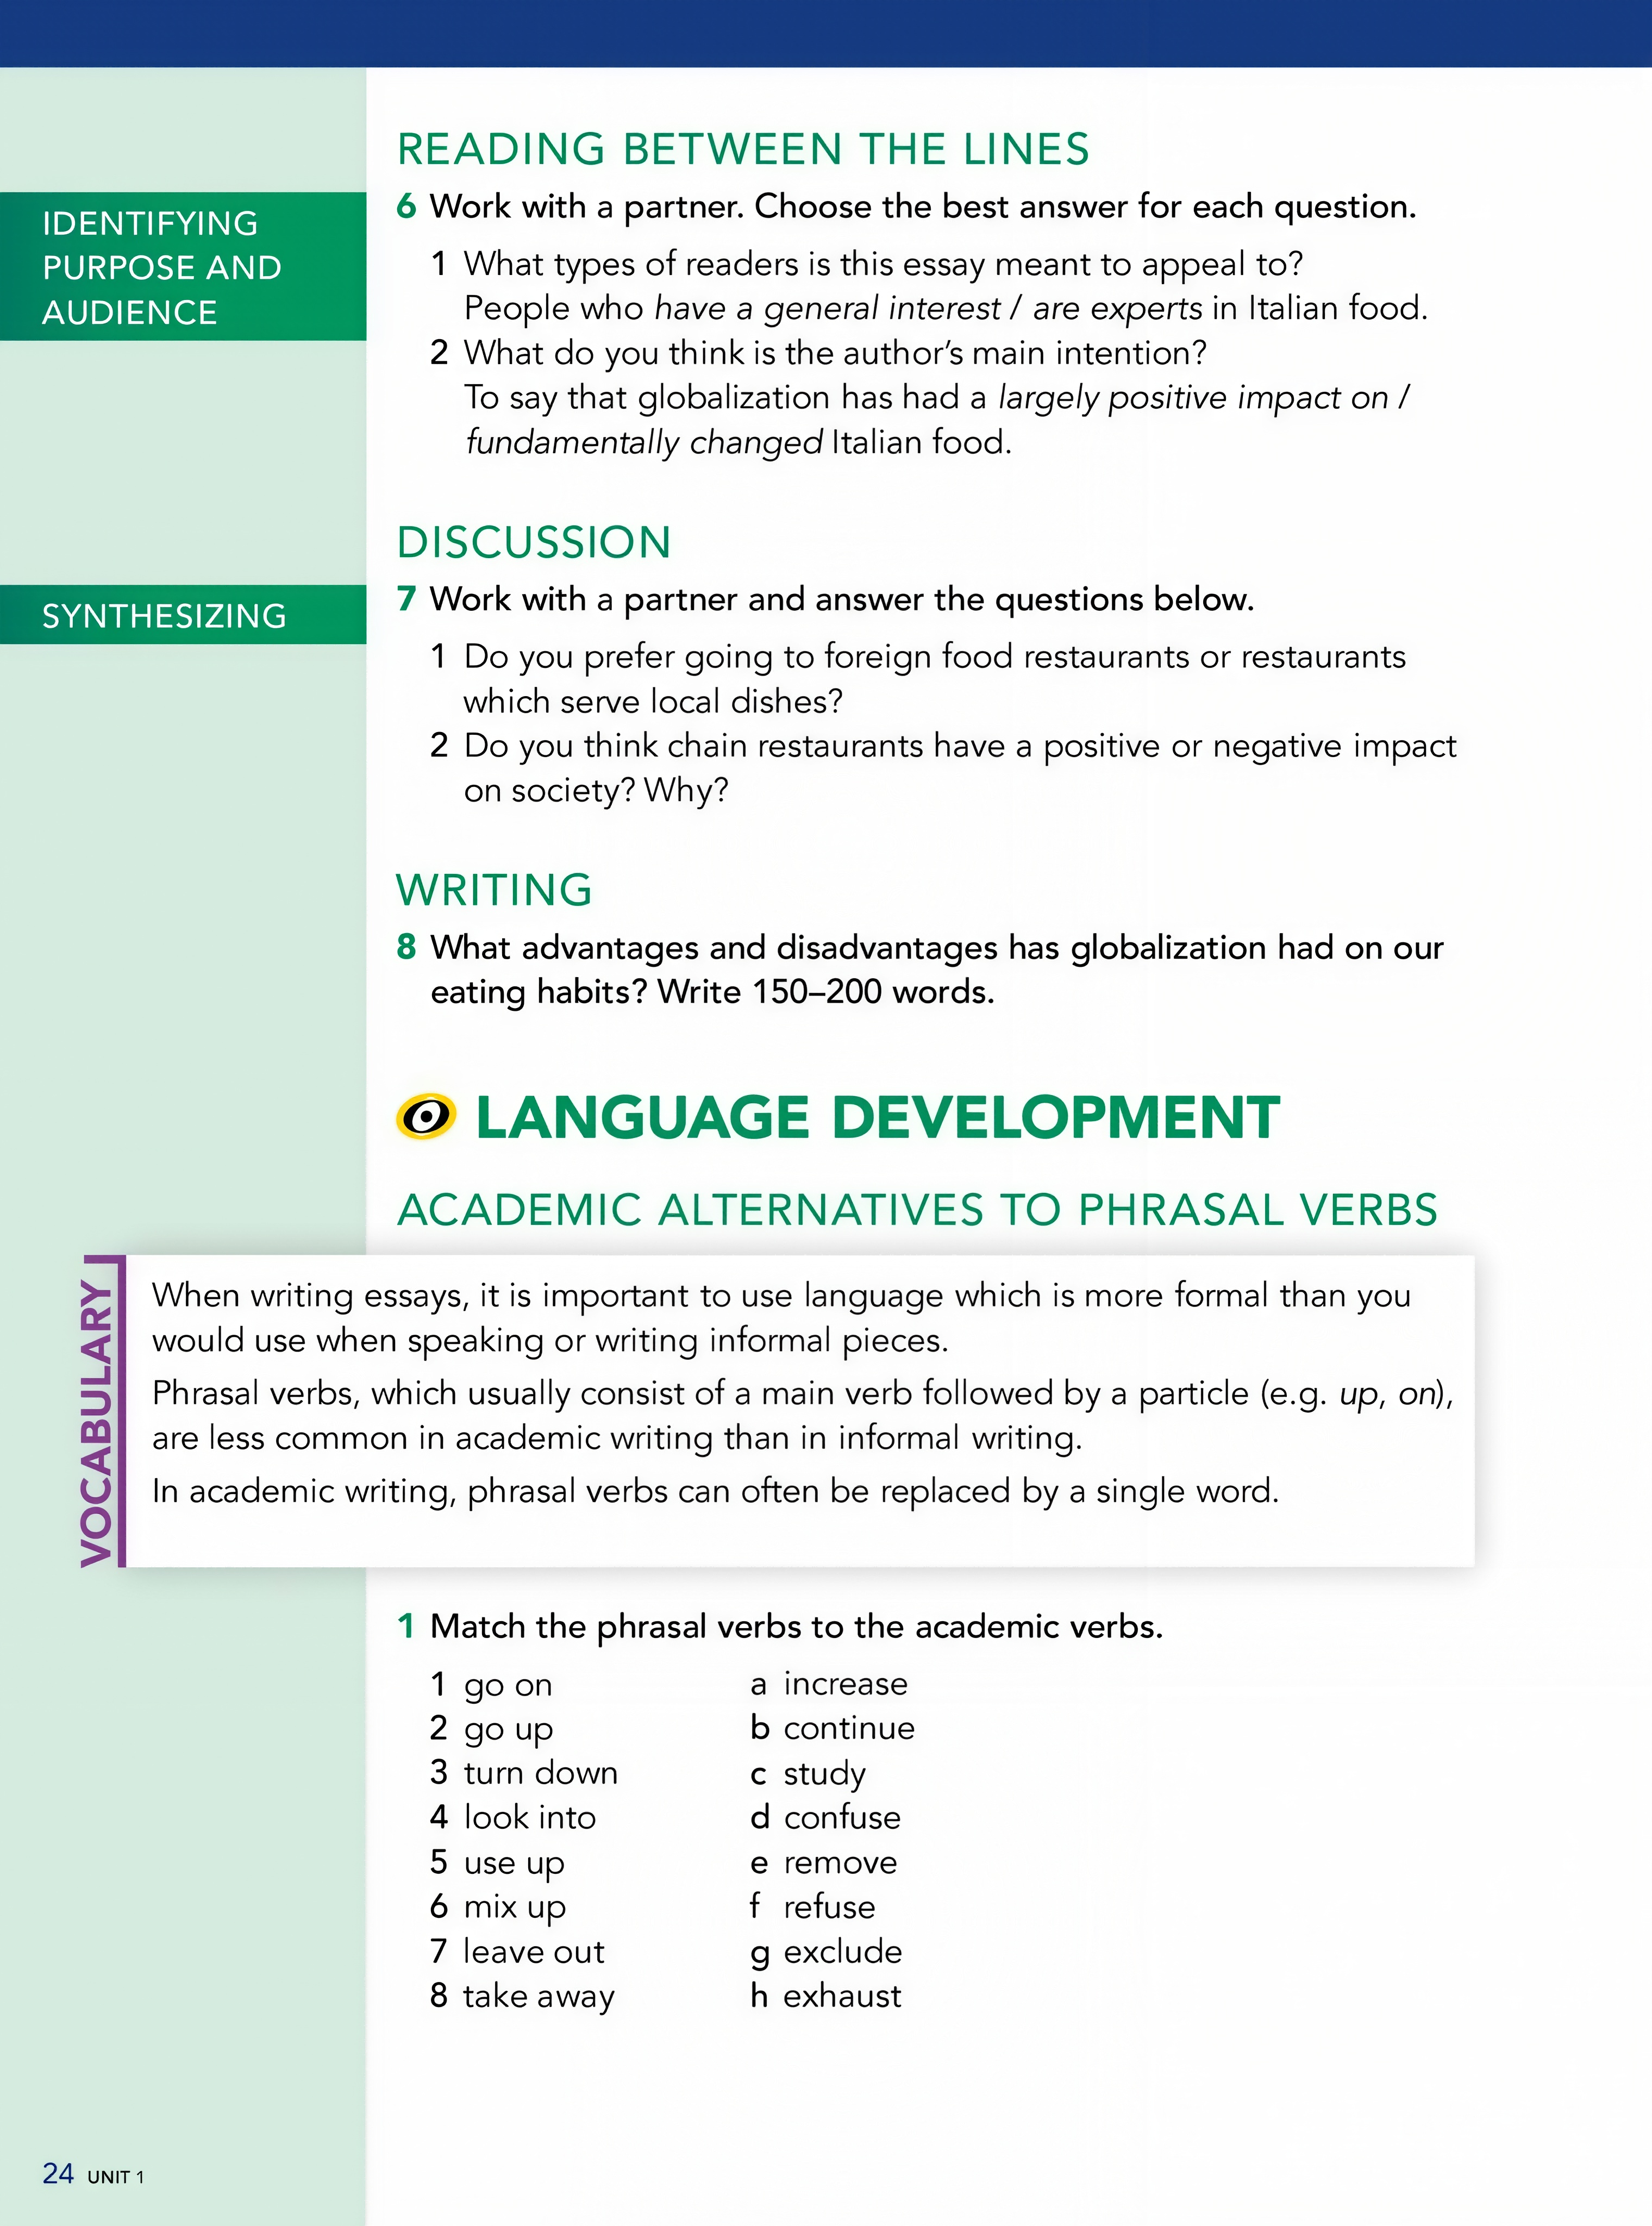 READING BETWEEN THE LINES
IDENTIFYING
PURPOSE AND
AUDIENCE
6 Work with a partner. Choose the best answer for each question.
1 What types of readers is this essay meant to appeal to?
People who have a general interest / are experts in Italian food.
2 What do you think is the author's main intention?
To say that globalization has had a largely positive impact on /
fundamentally changed Italian food.
DISCUSSION
SYNTHESIZING
7 Work with a partner and answer the questions below.
1 Do you prefer going to foreign food restaurants or restaurants
which serve local dishes?
2 Do you think chain restaurants have a positive or negative impact
on society? Why?
WRITING
8 What advantages and disadvantages has globalization had on our
eating habits? Write 150–200 words.
LANGUAGE DEVELOPMENT
ACADEMIC ALTERNATIVES TO PHRASAL VERBS
VOCABULARY
When writing essays, it is important to use language which is more formal than you
would use when speaking or writing informal pieces.
Phrasal verbs, which usually consist of a main verb followed by a particle (e.g. up, on),
are less common in academic writing than in informal writing.
In academic writing, phrasal verbs can often be replaced by a single word.
1 Match the phrasal verbs to the academic verbs.
1 go on
2 go up
3 turn down
4 look into
5 use up
6 mix up
7 leave out
8 take away
a increase
b continue
c study
d confuse
e remove
f refuse
g exclude
h exhaust
24 UNIT 1